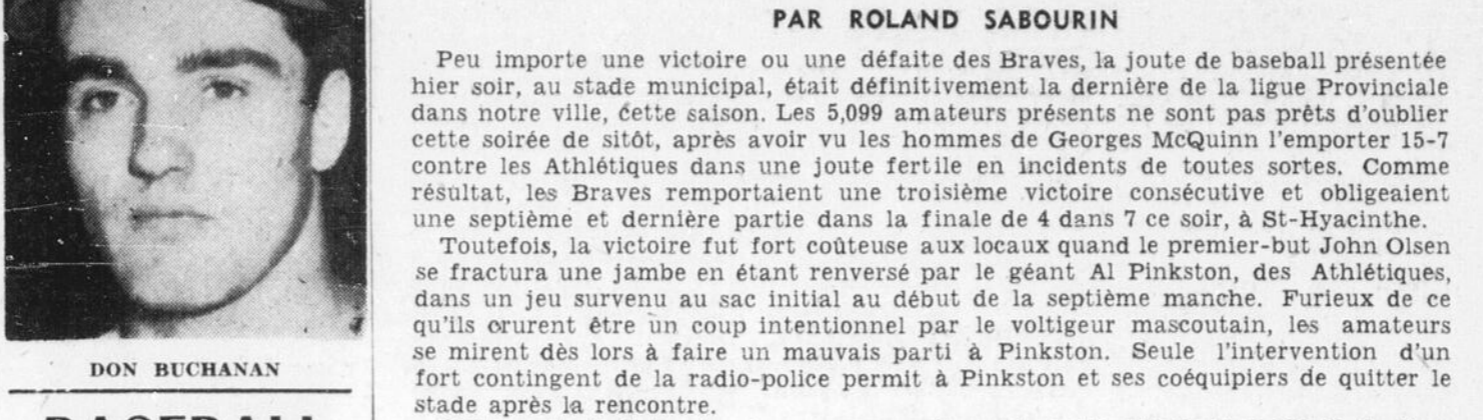 PAR ROLAND SABOURIN
Peu importe une victoire ou une défaite des Braves, la joute de baseball présentée
hier soir, au stade municipal, était définitivement la dernière de la ligue Provinciale
dans notre ville, cette saison. Les 5,099 amateurs présents ne sont pas prêts d'oublier
cette soirée de sitôt, après avoir vu les hommes de Georges McQuinn l'emporter 15-7
contre les Athlétiques dans une joute fertile en incidents de toutes sortes. Comme
résultat, les Braves remportaient une troisième victoire consécutive et obligeaient
une septième et dernière partie dans la finale de 4 dans 7 ce soir, à St-Hyacinthe.
Toutefois, la victoire fut fort coûteuse aux locaux quand le premier-but John Olsen
se fractura une jambe en étant renversé par le géant Al Pinkston, des Athlétiques,
dans un jeu survenu au sac initial au début de la septième manche. Furieux de ce
qu'ils crurent être un coup intentionnel par le voltigeur mascoutain, les amateurs
se mirent dès lors à faire un mauvais parti à Pinkston. Seule l'intervention d'un
fort contingent de la radio-police permit à Pinkston et ses coéquipiers de quitter le
stade après la rencontre.
DON BUCHANAN
BASEBALL